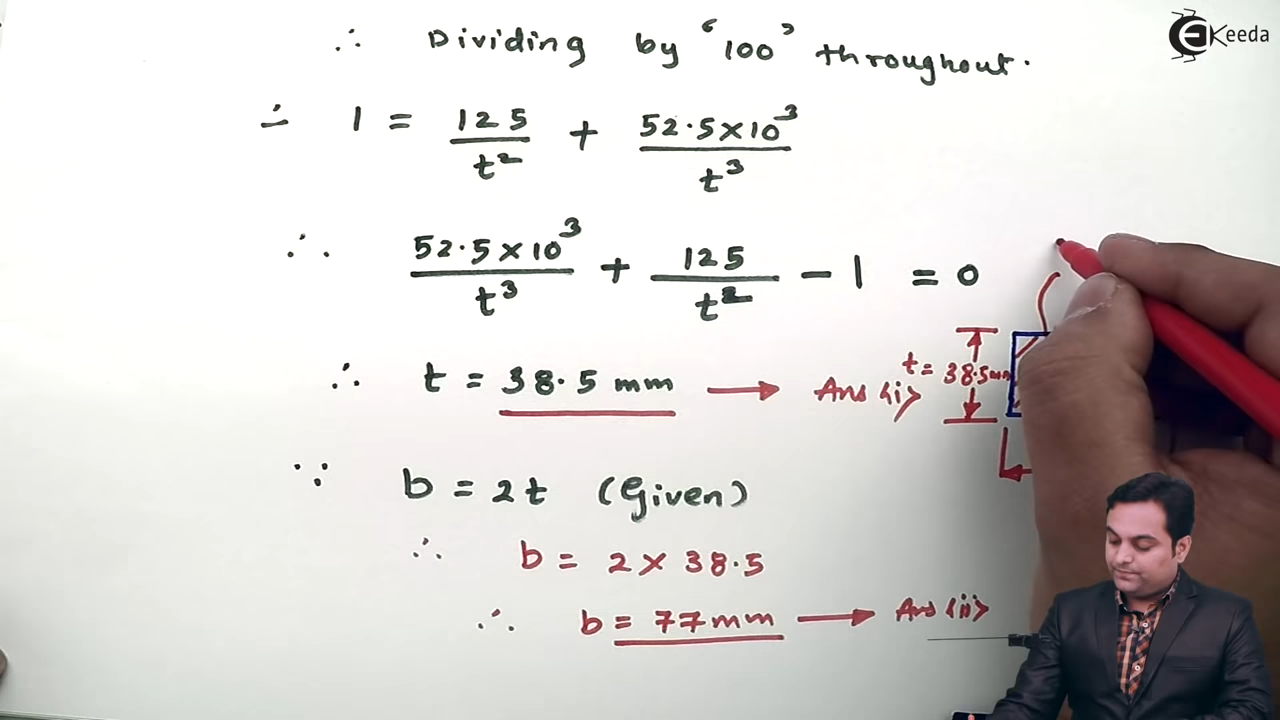 ∴ Dividing by '100' throughout.
∴ 1 = 125/t² + 52.5×10³/t³
∴ 52.5×10³/t³ + 125/t² − 1 = 0
∴ t = 38.5 mm → Ans (i)
t = 38.5 mm
∵ b = 2t (Given)
∴ b = 2 × 38.5
∴ b = 77 mm → Ans (ii)
Ekeeda